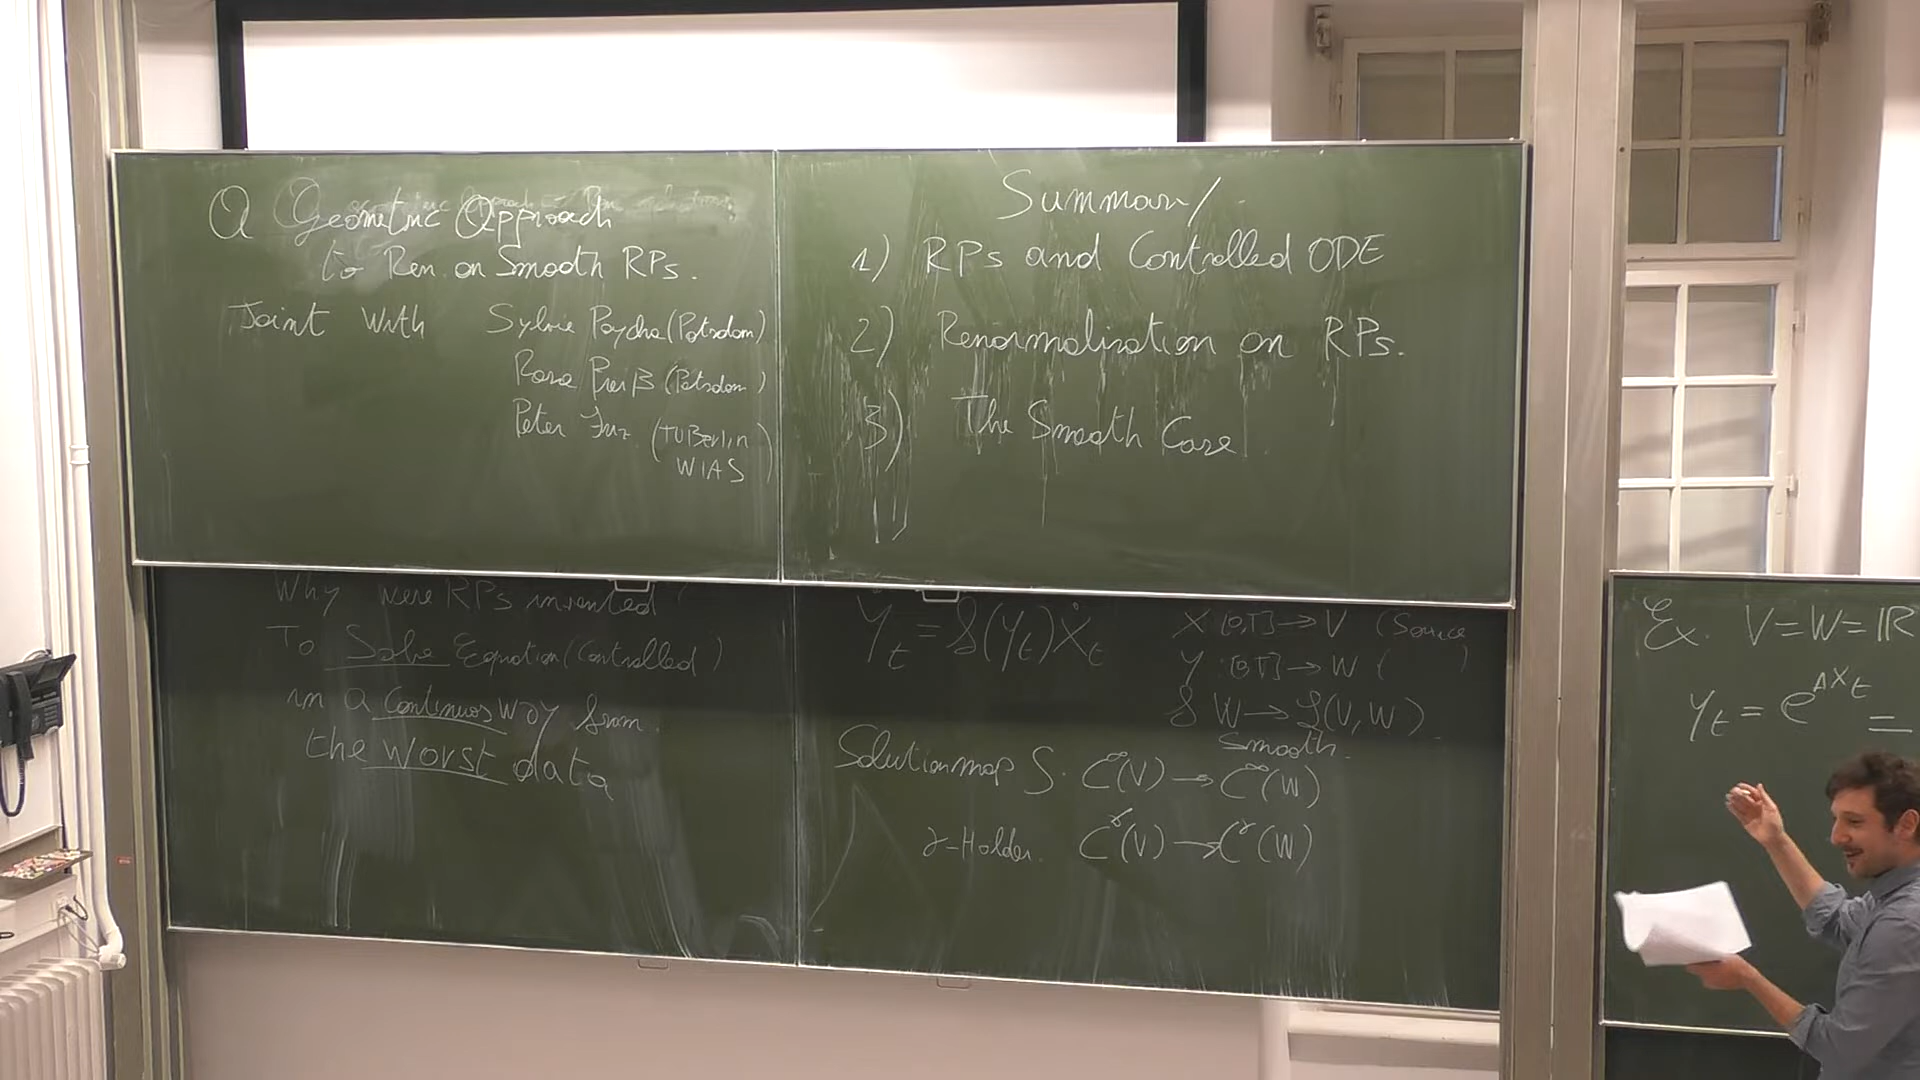 A Geometric Approach
to Ren on Smooth RPs.
Joint With Sylvie Paycha (Potsdam)
Rosa Preiß (Potsdam)
Peter Friz (TU Berlin
WIAS)
Summary
1) RPs and Controlled ODE
2) Renormalisation on RPs.
3) The Smooth Case
Why were RPs invented?
To Solve Equation (Controlled)
in a Continuos way from
the worst data
Ẏ_t = f(Y_t) Ẋ_t
X [0,T] → V (Source
Y : [0,T] → W ( )
f W → L(V,W)
Smooth.
Solution map S. C^∞(V) → C^∞(W)
γ-Holder. C^γ(V) → C^γ(W)
Ex. V=W=ℝ
Y_t = e^{AX_t} =